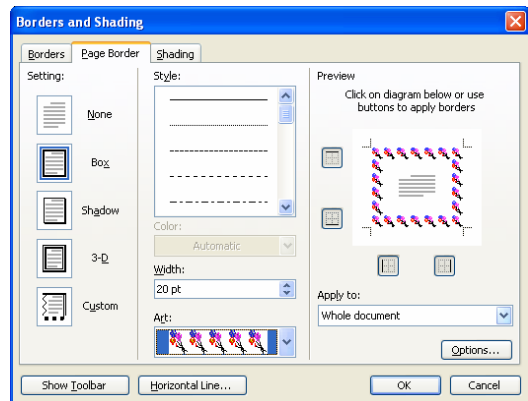 Borders and Shading
Borders Page Border Shading
Setting:
None
Box
Shadow
3-D
Custom
Style:
Color:
Automatic
Width:
20 pt
Art:
Preview
Click on diagram below or use
buttons to apply borders
Apply to:
Whole document
Options...
Show Toolbar Horizontal Line... OK Cancel